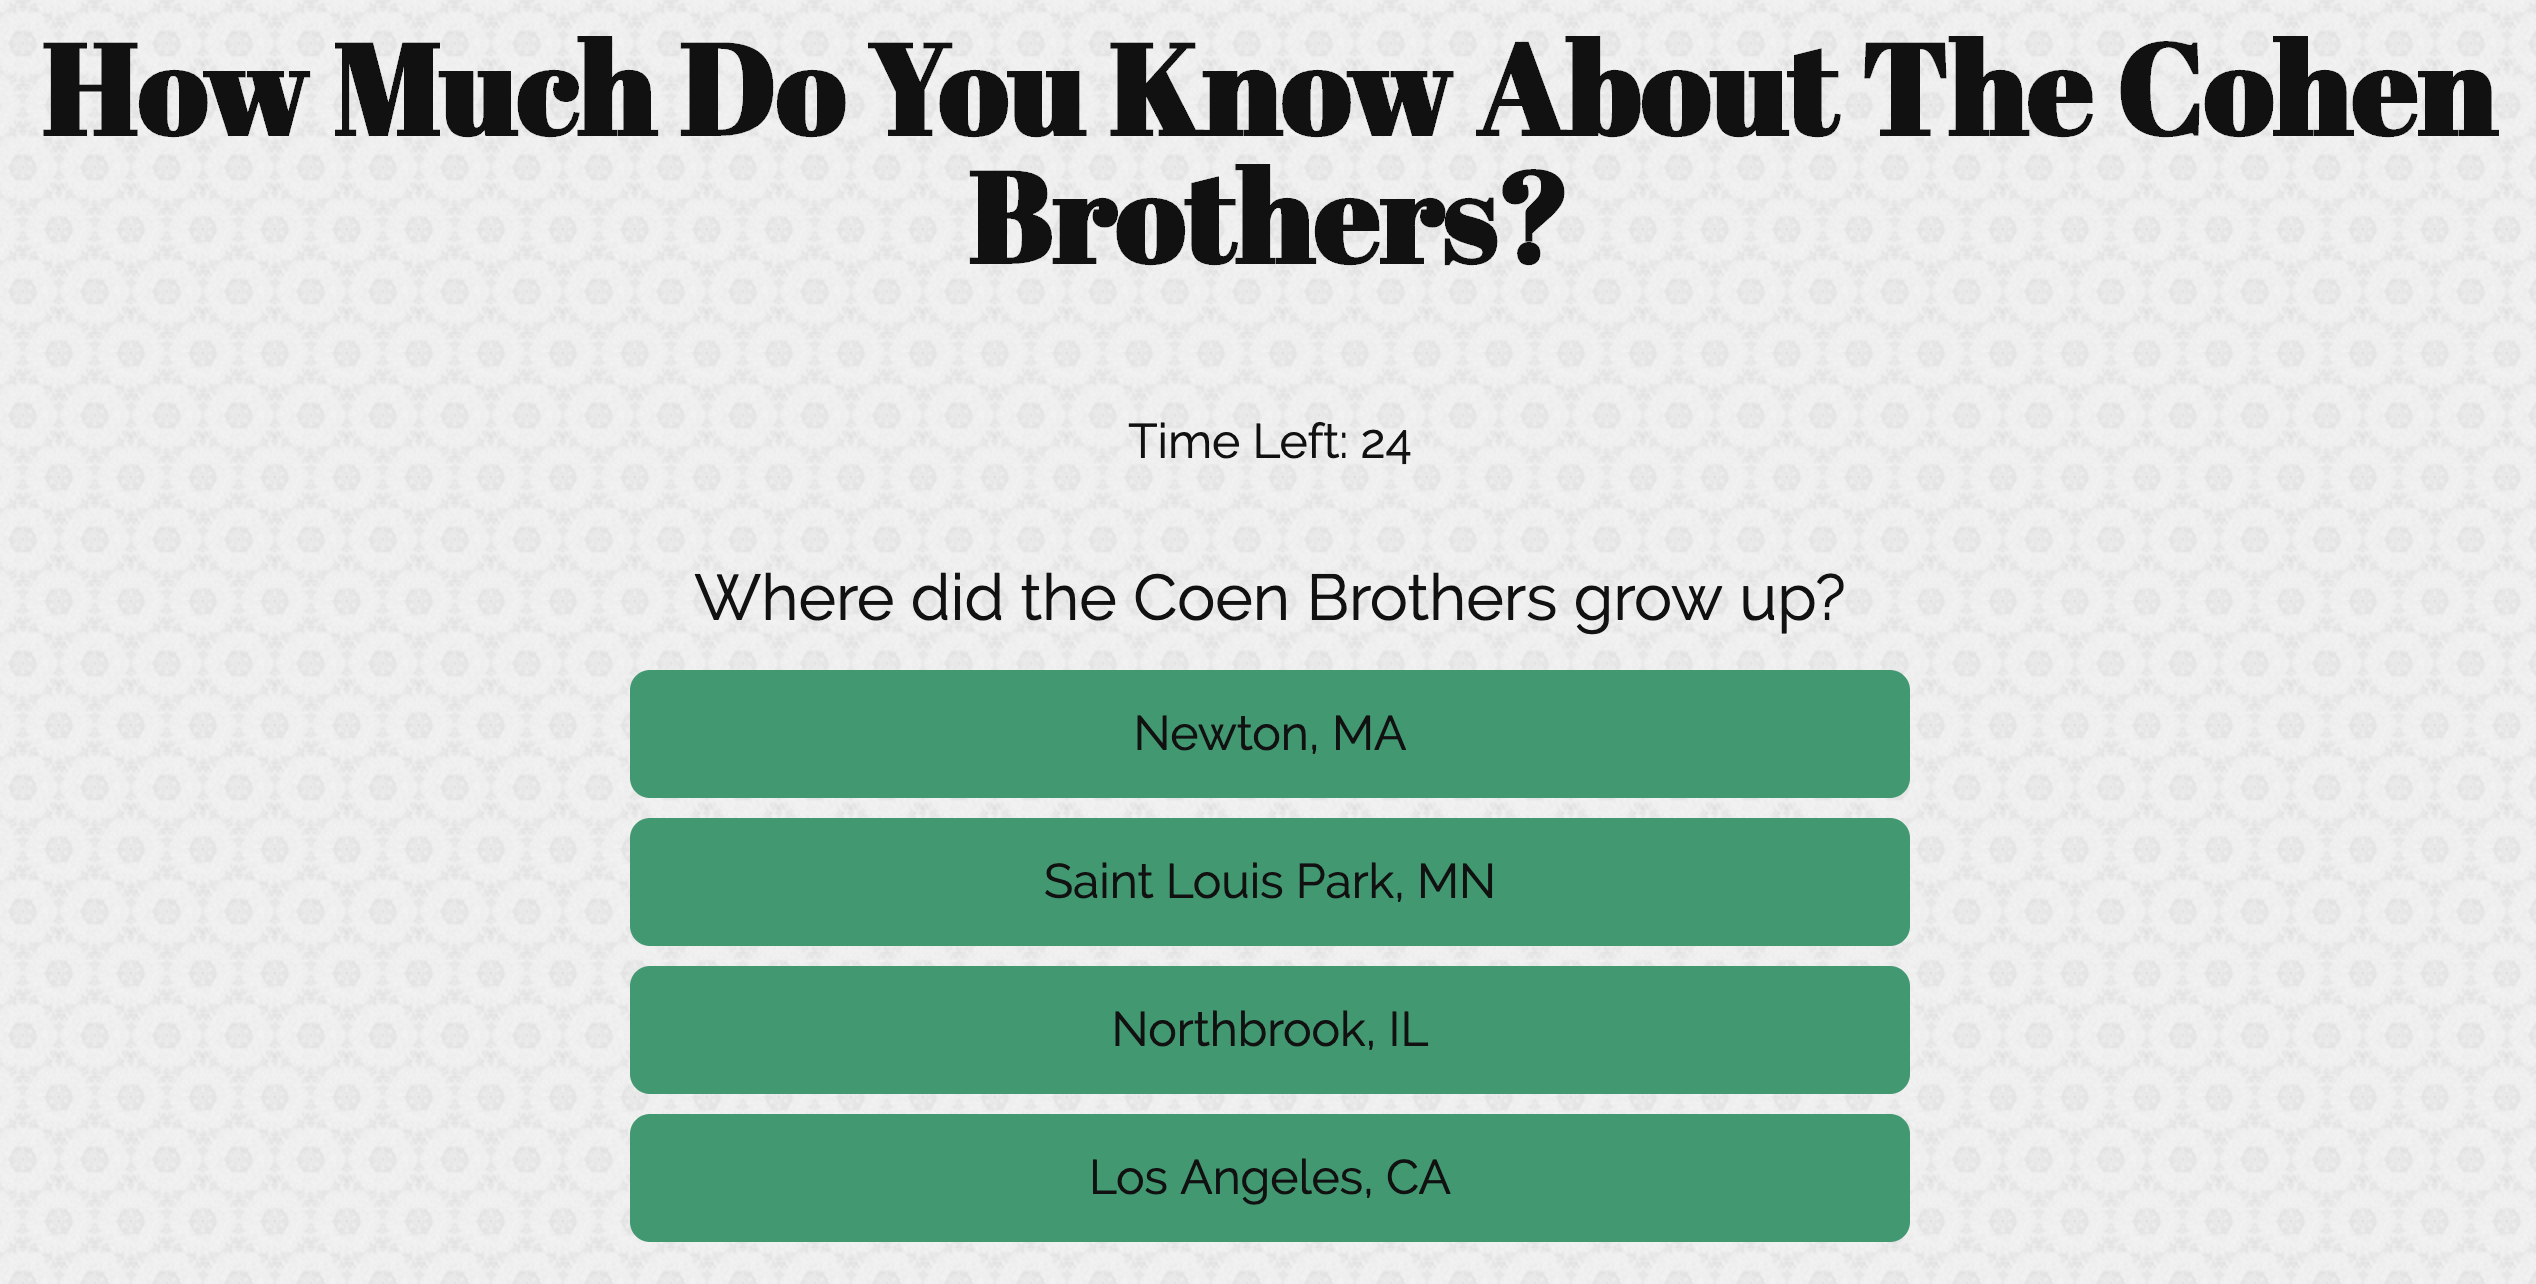 How Much Do You Know About The Cohen
Brothers?
Time Left: 24
Where did the Coen Brothers grow up?
Newton, MA
Saint Louis Park, MN
Northbrook, IL
Los Angeles, CA